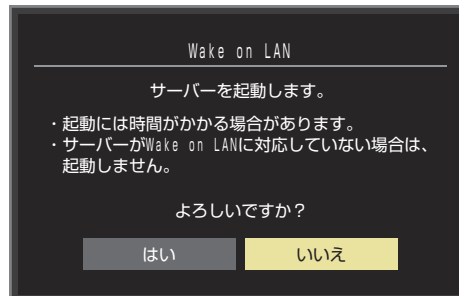 Wake on LAN
サーバーを起動します。
・起動には時間がかかる場合があります。
・サーバーがWake on LANに対応していない場合は、
起動しません。
よろしいですか？
はい
いいえ